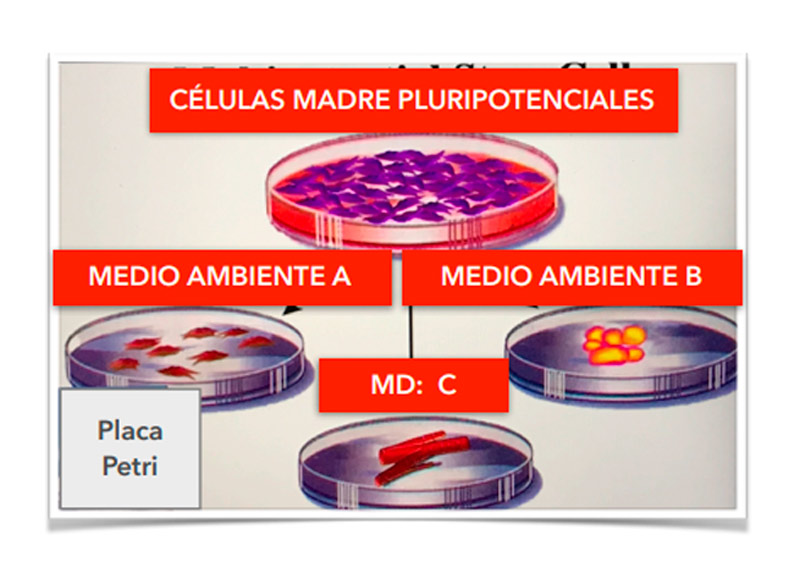 CÉLULAS MADRE PLURIPOTENCIALES
MEDIO AMBIENTE A
MEDIO AMBIENTE B
MD: C
Placa
Petri